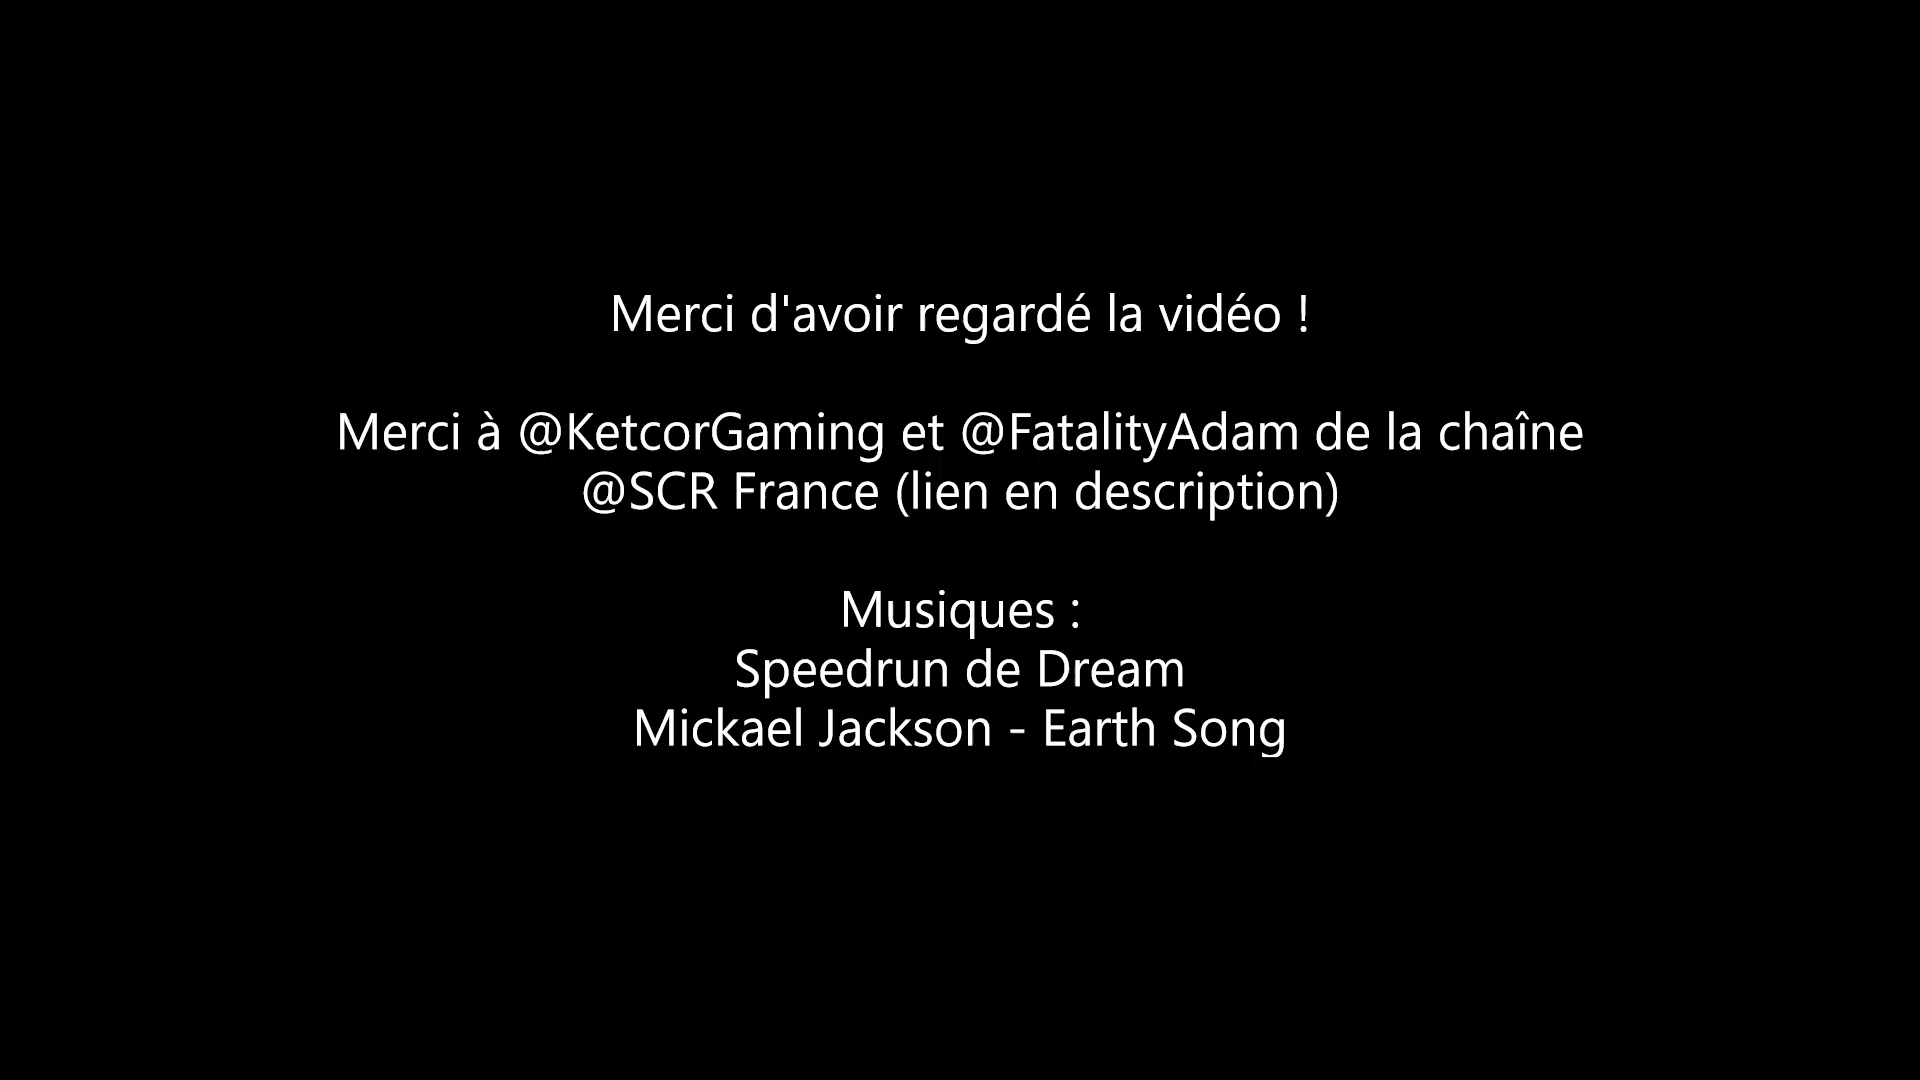 Merci d'avoir regardé la vidéo !
Merci à @KetcorGaming et @FatalityAdam de la chaîne
@SCR France (lien en description)
Musiques :
Speedrun de Dream
Mickael Jackson - Earth Song